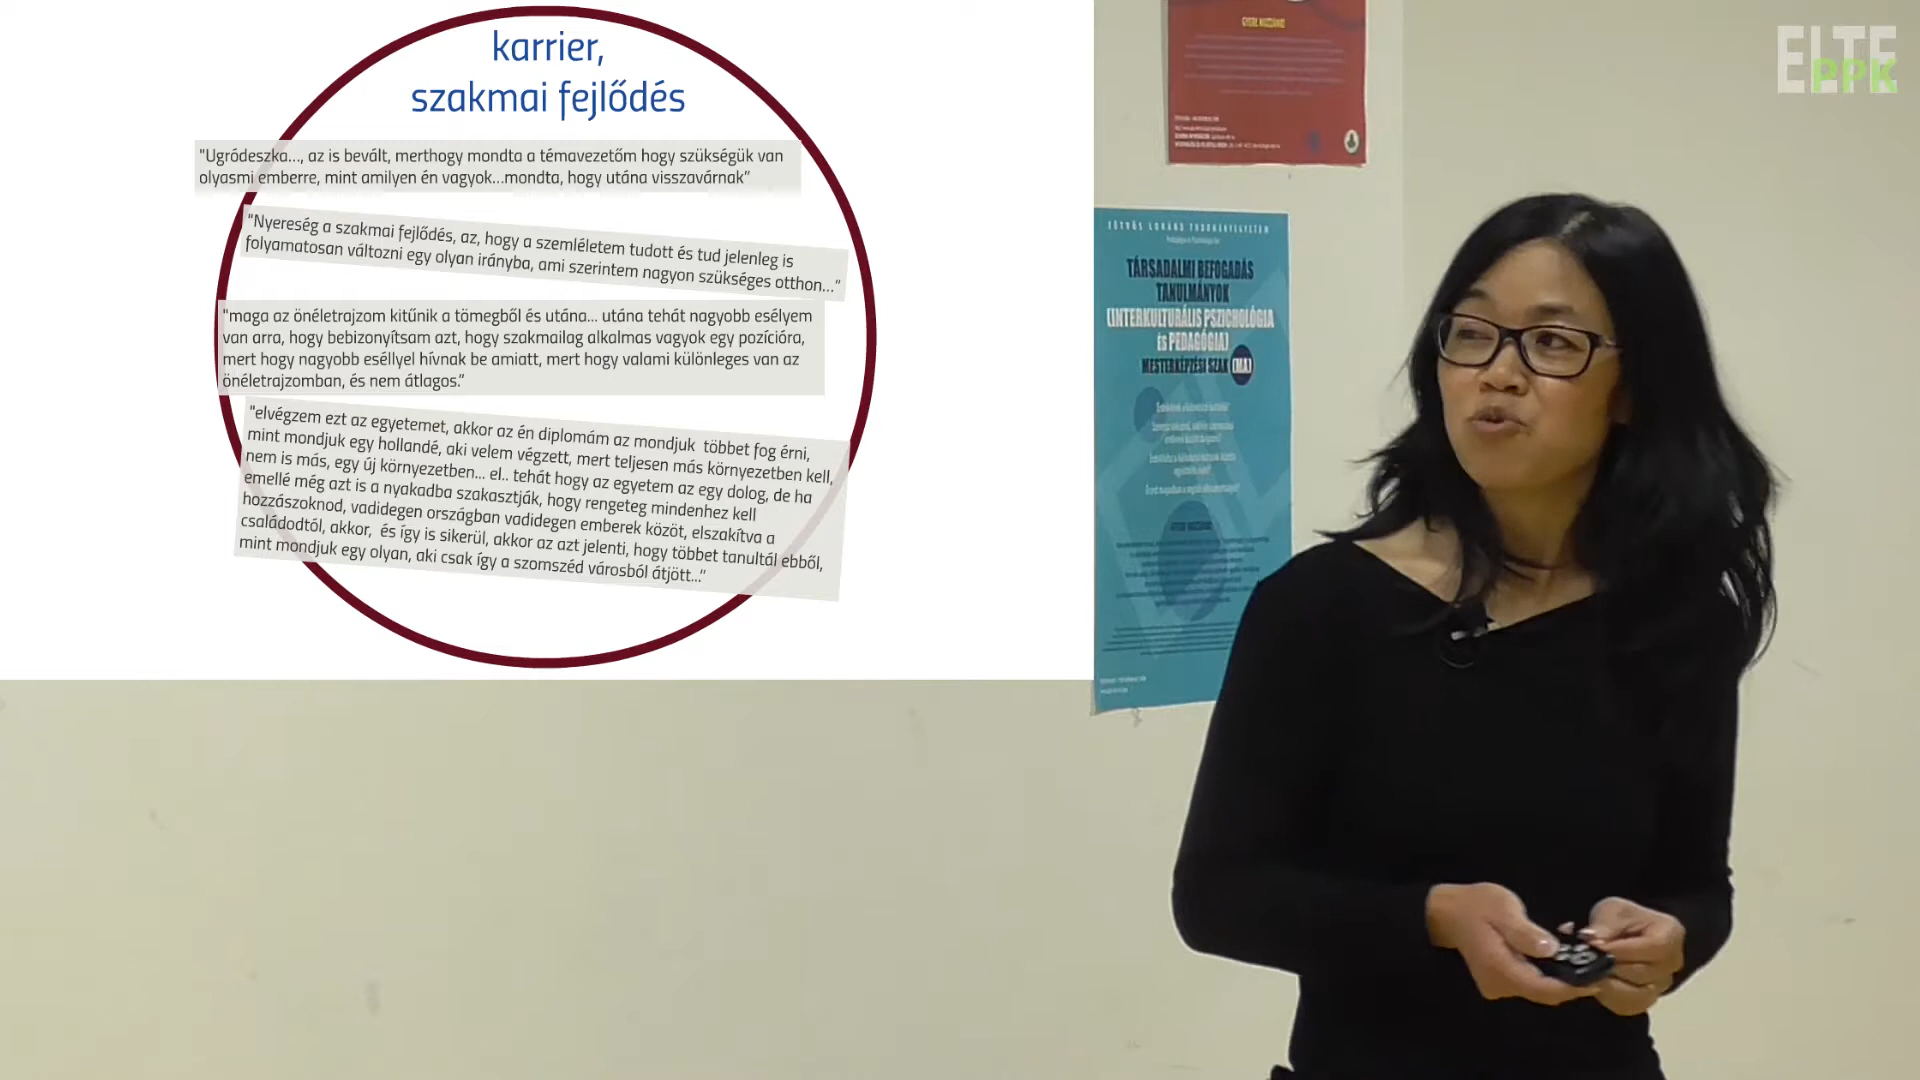 karrier,
szakmai fejlődés
"Ugródeszka..., az is bevált, merthogy mondta a témavezetőm hogy szükségük van
olyasmi emberre, mint amilyen én vagyok...mondta, hogy utána visszavárnak"
"Nyereség a szakmai fejlődés, az, hogy a szemléletem tudott és tud jelenleg is
folyamatosan változni egy olyan irányba, ami szerintem nagyon szükséges otthon..."
"maga az önéletrajzom kitűnik a tömegből és utána... utána tehát nagyobb esélyem
van arra, hogy bebizonyítsam azt, hogy szakmailag alkalmas vagyok egy pozícióra,
mert hogy nagyobb eséllyel hívnak be amiatt, mert hogy valami különleges van az
önéletrajzomban, és nem átlagos."
"elvégzem ezt az egyetemet, akkor az én diplomám az mondjuk többet fog érni,
mint mondjuk egy hollandé, aki velem végzett, mert teljesen más környezetben kell,
nem is más, egy új környezetben... el.. tehát hogy az egyetem az egy dolog, de ha
emellé még azt is a nyakadba szakasztják, hogy rengeteg mindenhez kell
hozzászoknod, vadidegen országban vadidegen emberek közöt, elszakítva a
családodtól, akkor, és így is sikerül, akkor az azt jelenti, hogy többet tanultál ebből,
mint mondjuk egy olyan, aki csak így a szomszéd városból átjött..."
GYERE HOZZÁNK!
EÖTVÖS LORÁND TUDOMÁNYEGYETEM
TÁRSADALMI BEFOGADÁS
TANULMÁNYOK
(INTERKULTURÁLIS PSZICHOLÓGIA
és PEDAGÓGIA)
MESTERKÉPZÉSI SZAK (MA)
GYERE HOZZÁNK!
ELTE
PPK